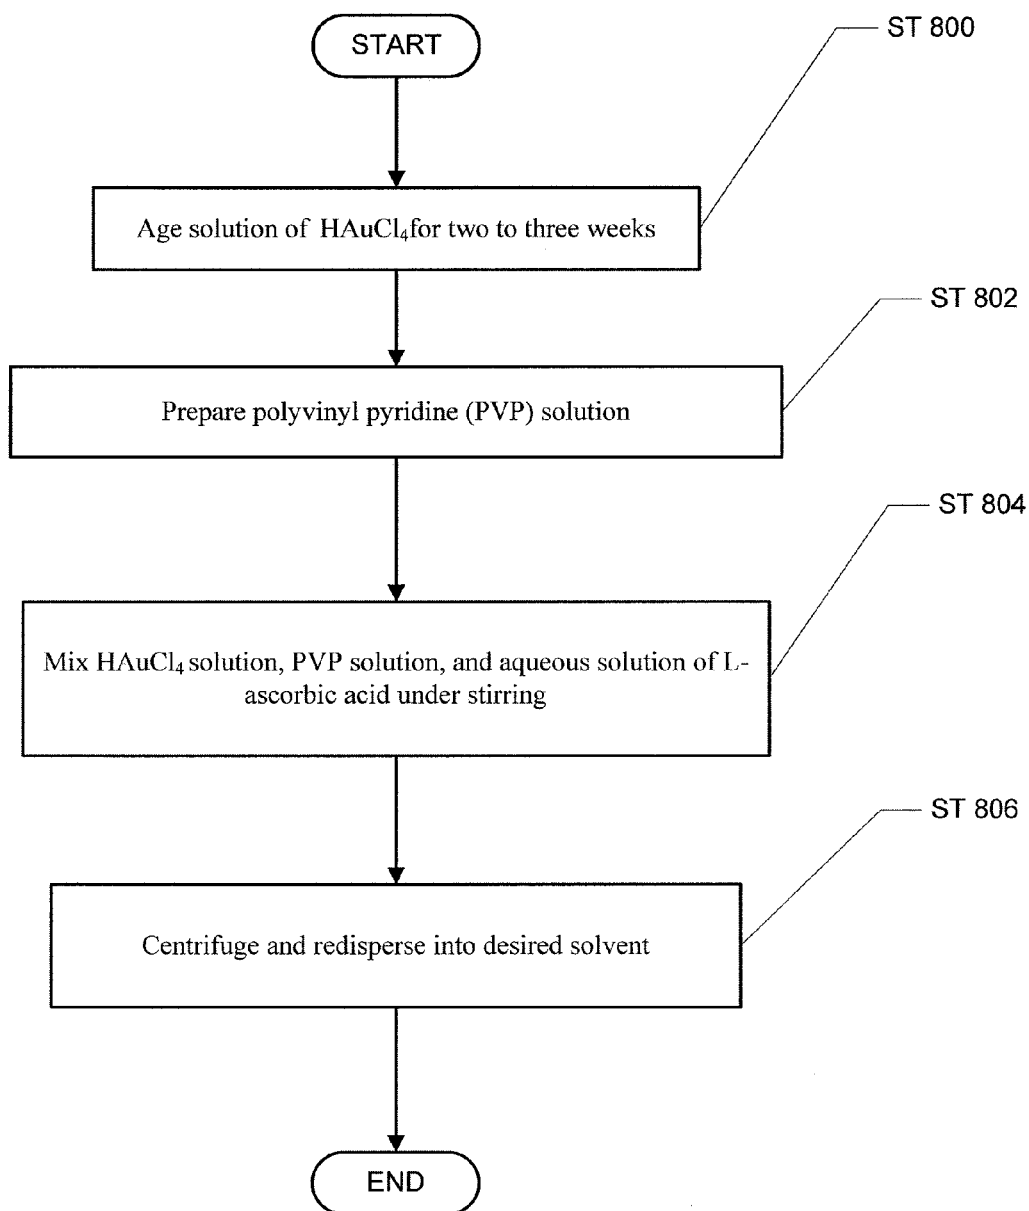 START
ST 800
Age solution of HAuCl₄for two to three weeks
ST 802
Prepare polyvinyl pyridine (PVP) solution
ST 804
Mix HAuCl₄ solution, PVP solution, and aqueous solution of L-
ascorbic acid under stirring
ST 806
Centrifuge and redisperse into desired solvent
END